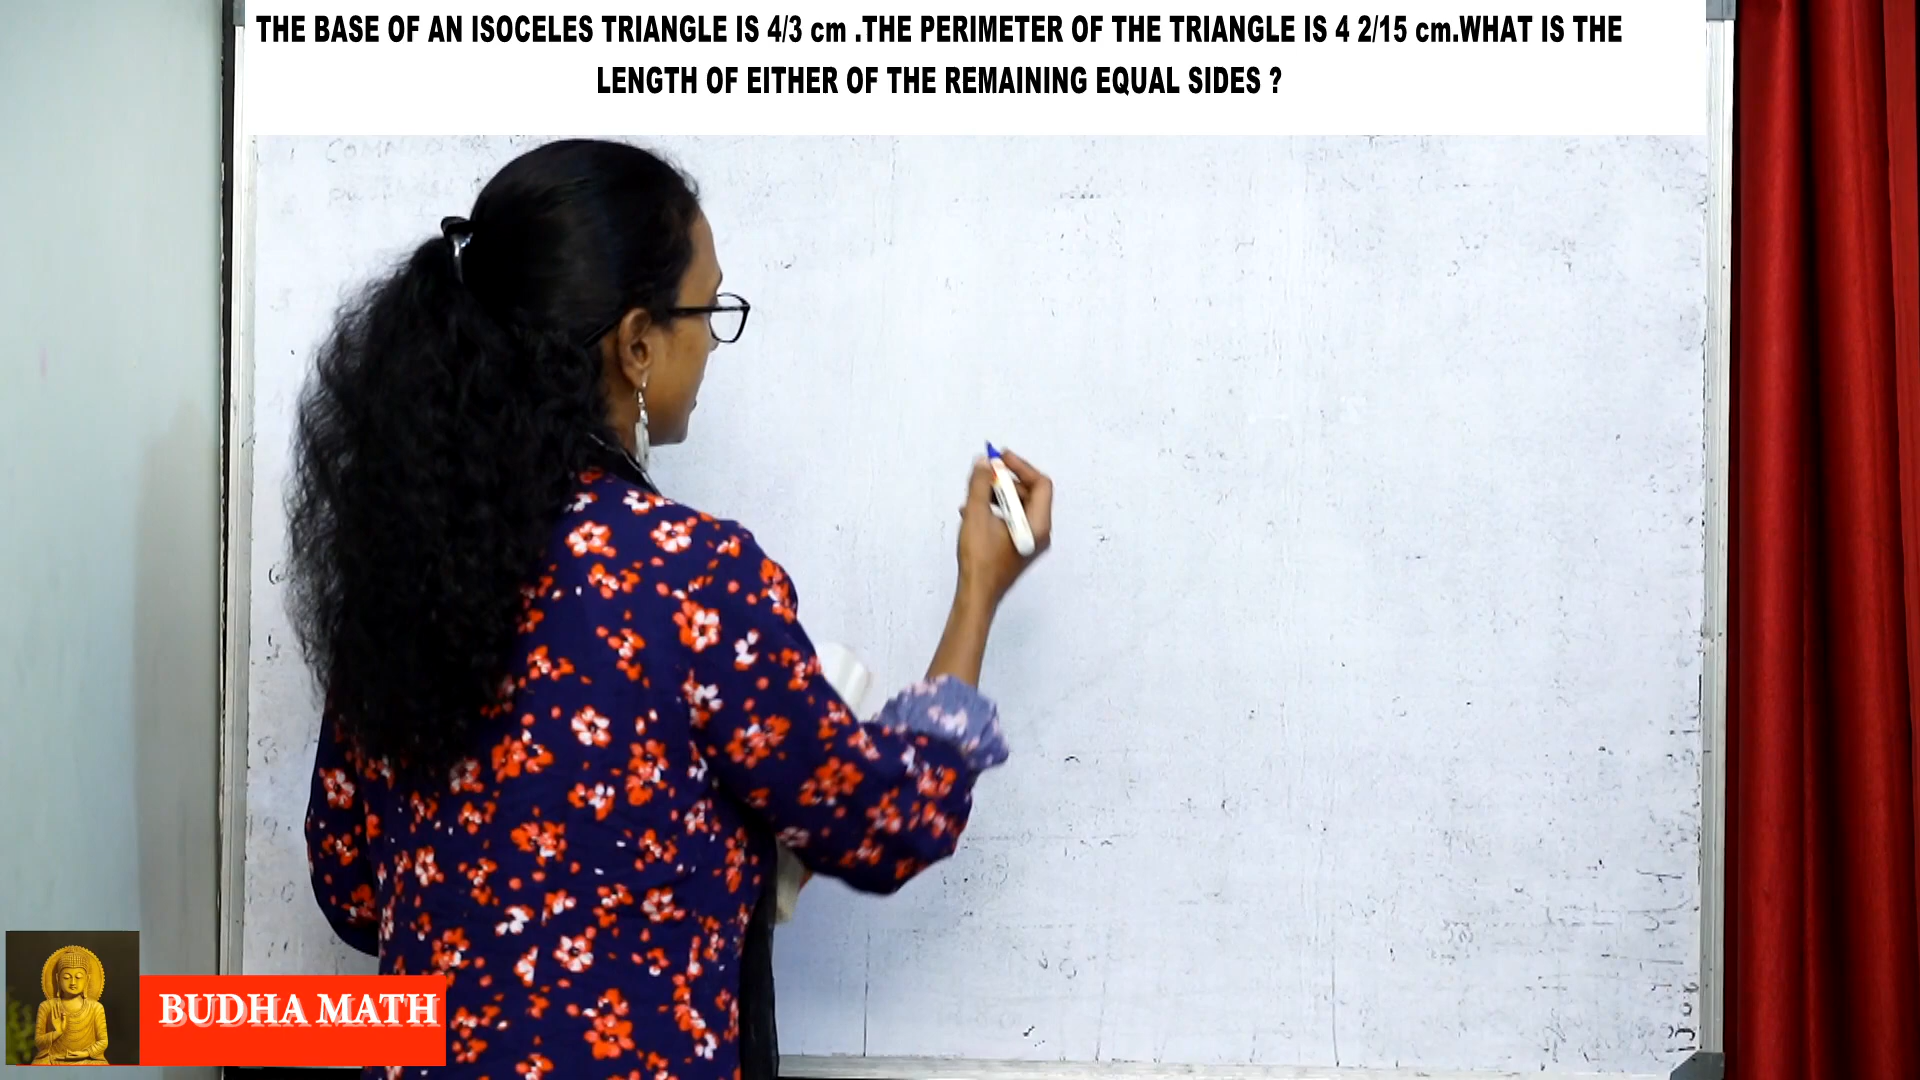 THE BASE OF AN ISOCELES TRIANGLE IS 4/3 cm .THE PERIMETER OF THE TRIANGLE IS 4 2/15 cm.WHAT IS THE
LENGTH OF EITHER OF THE REMAINING EQUAL SIDES ?
BUDHA MATH